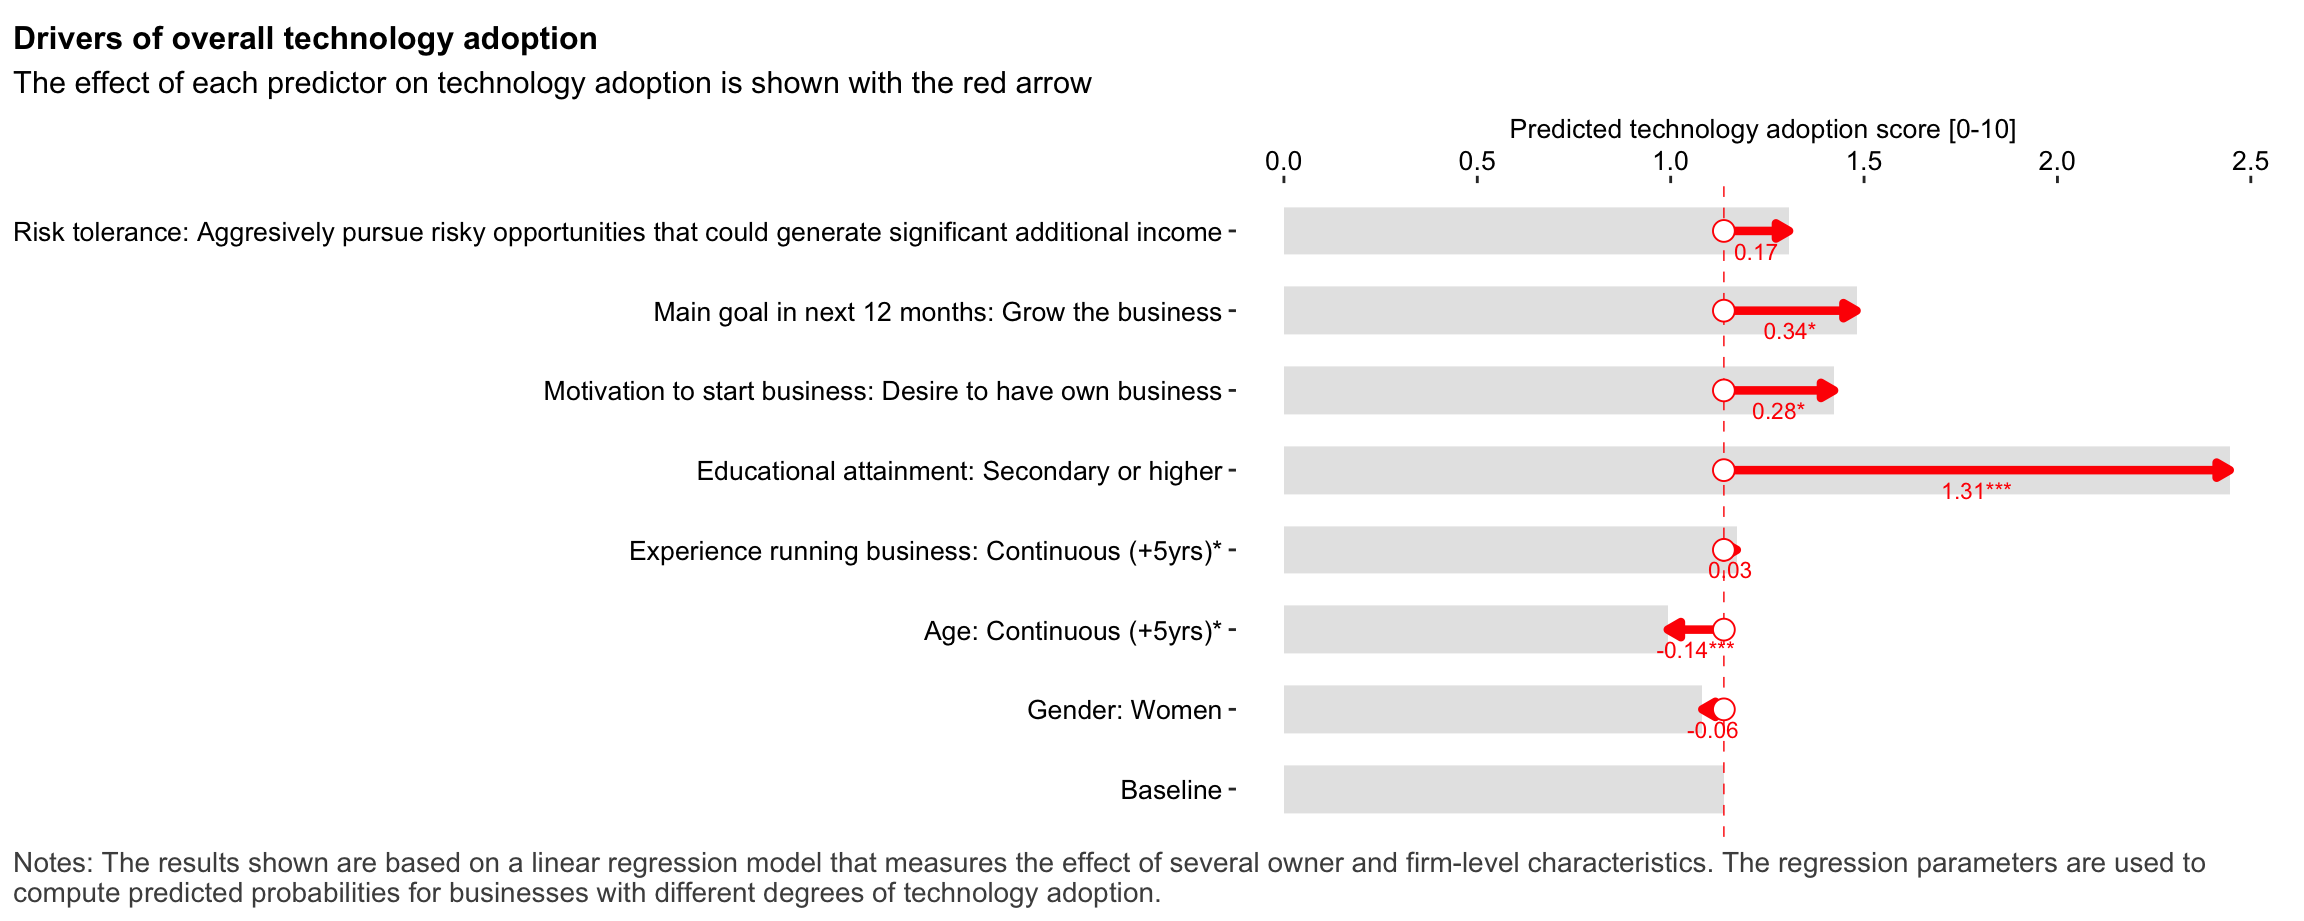 Drivers of overall technology adoption
The effect of each predictor on technology adoption is shown with the red arrow
Predicted technology adoption score [0-10]
0.0 0.5 1.0 1.5 2.0 2.5
Risk tolerance: Aggresively pursue risky opportunities that could generate significant additional income
0.17
Main goal in next 12 months: Grow the business
0.34*
Motivation to start business: Desire to have own business
0.28*
Educational attainment: Secondary or higher
1.31***
Experience running business: Continuous (+5yrs)*
0.03
Age: Continuous (+5yrs)*
-0.14***
Gender: Women
-0.06
Baseline
Notes: The results shown are based on a linear regression model that measures the effect of several owner and firm-level characteristics. The regression parameters are used to
compute predicted probabilities for businesses with different degrees of technology adoption.